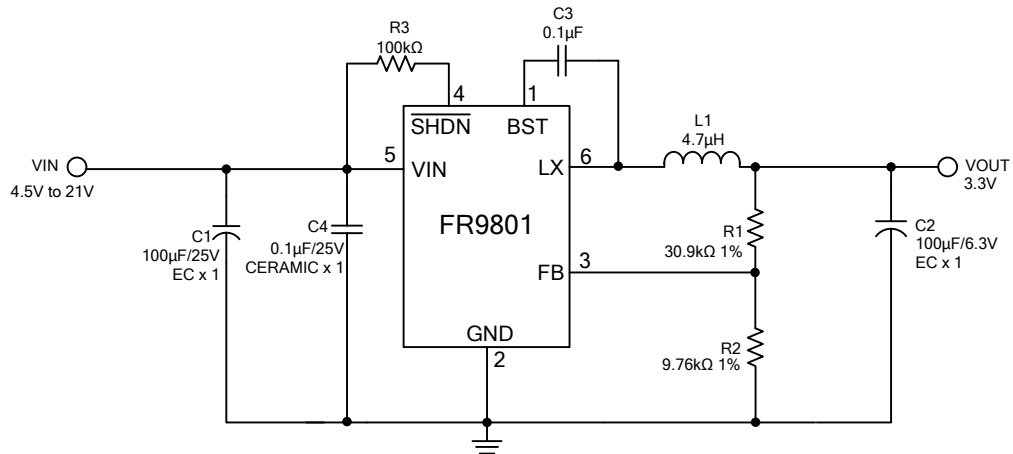 R3
100kΩ
C3
0.1µF
4
1
SHDN
BST
L1
4.7µH
VIN
4.5V to 21V
5
VIN
LX
6
VOUT
3.3V
FR9801
C1
100µF/25V
EC x 1
C4
0.1µF/25V
CERAMIC x 1
R1
30.9kΩ 1%
C2
100µF/6.3V
EC x 1
FB
3
GND
2
R2
9.76kΩ 1%